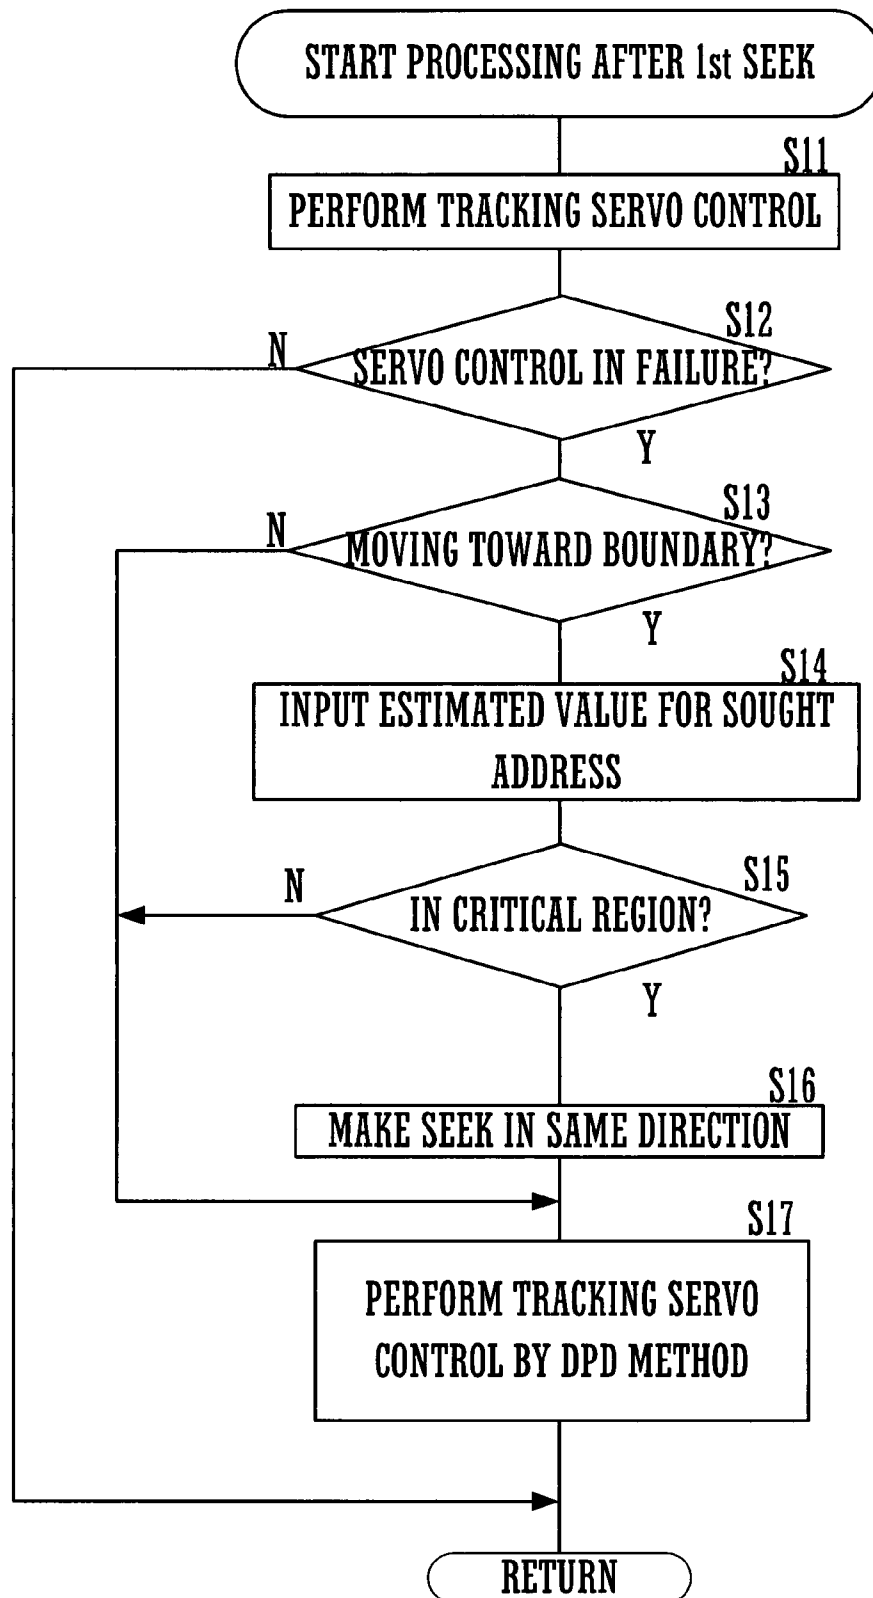 START PROCESSING AFTER 1st SEEK
S11
PERFORM TRACKING SERVO CONTROL
S12
N
SERVO CONTROL IN FAILURE?
Y
S13
N
MOVING TOWARD BOUNDARY?
Y
S14
INPUT ESTIMATED VALUE FOR SOUGHT
ADDRESS
S15
N
IN CRITICAL REGION?
Y
S16
MAKE SEEK IN SAME DIRECTION
S17
PERFORM TRACKING SERVO
CONTROL BY DPD METHOD
RETURN